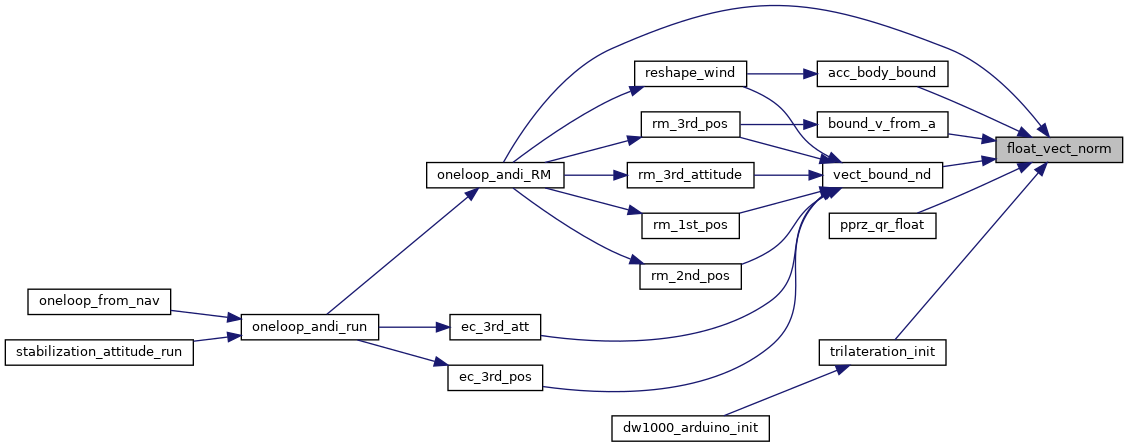 reshape_wind
acc_body_bound
rm_3rd_pos
bound_v_from_a
float_vect_norm
oneloop_andi_RM
rm_3rd_attitude
vect_bound_nd
rm_1st_pos
pprz_qr_float
rm_2nd_pos
oneloop_from_nav
oneloop_andi_run
ec_3rd_att
stabilization_attitude_run
trilateration_init
ec_3rd_pos
dw1000_arduino_init